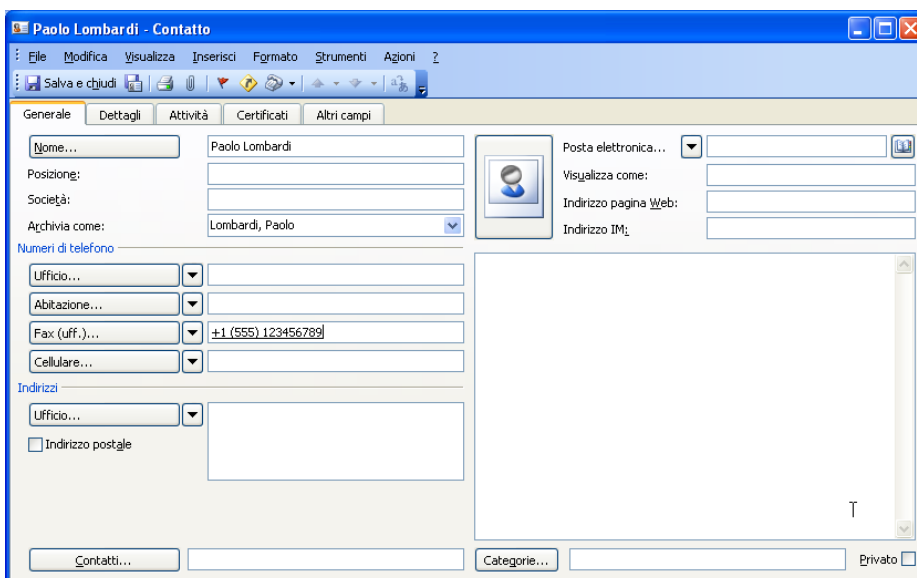 Paolo Lombardi - Contatto
File Modifica Visualizza Inserisci Formato Strumenti Azioni ?
Salva e chiudi
Generale Dettagli Attività Certificati Altri campi
Nome... Paolo Lombardi Posta elettronica...
Posizione: Visualizza come:
Società: Indirizzo pagina Web:
Archivia come: Lombardi, Paolo Indirizzo IM:
Numeri di telefono
Ufficio...
Abitazione...
Fax (uff.)... +1 (555) 123456789
Cellulare...
Indirizzi
Ufficio...
Indirizzo postale
Contatti... Categorie... Privato